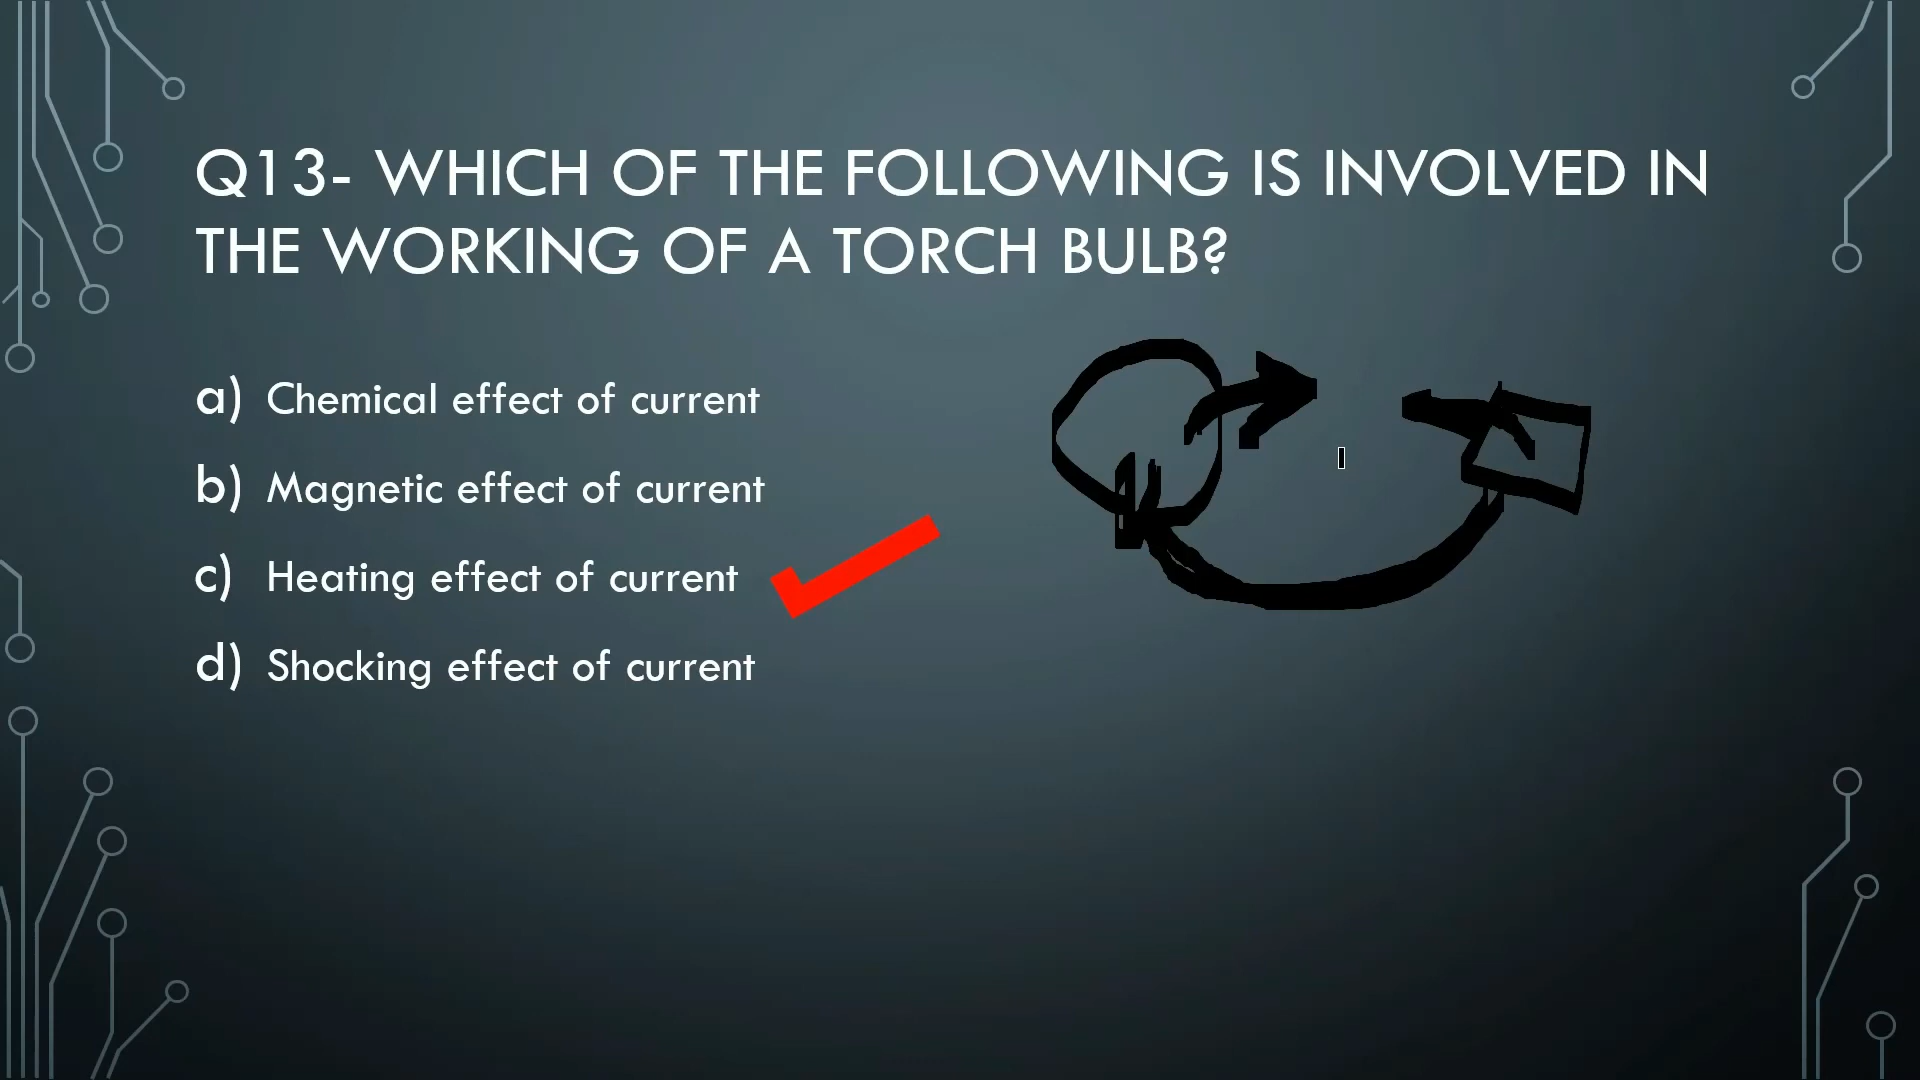 Q13- WHICH OF THE FOLLOWING IS INVOLVED IN
THE WORKING OF A TORCH BULB?
a) Chemical effect of current
b) Magnetic effect of current
c) Heating effect of current
d) Shocking effect of current